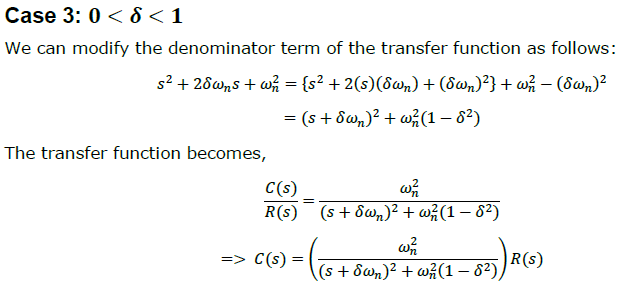 Case 3: 0 < δ < 1
We can modify the denominator term of the transfer function as follows:
s² + 2δωₙs + ωₙ² = {s² + 2(s)(δωₙ) + (δωₙ)²} + ωₙ² − (δωₙ)²
= (s + δωₙ)² + ωₙ²(1 − δ²)
The transfer function becomes,
C(s)/R(s) = ωₙ²/((s + δωₙ)² + ωₙ²(1 − δ²))
=> C(s) = (ωₙ²/((s + δωₙ)² + ωₙ²(1 − δ²)))R(s)